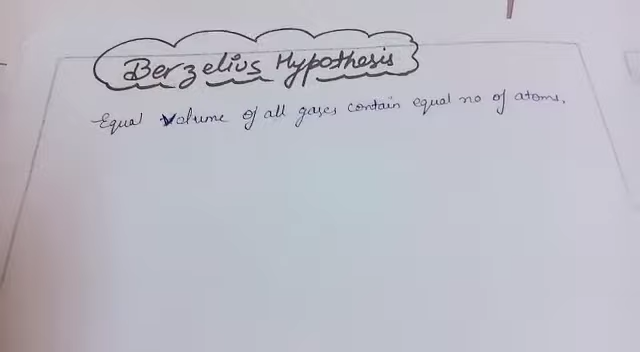 Berzelius Hypothesis
Equal volume of all gases contain equal no of atoms.